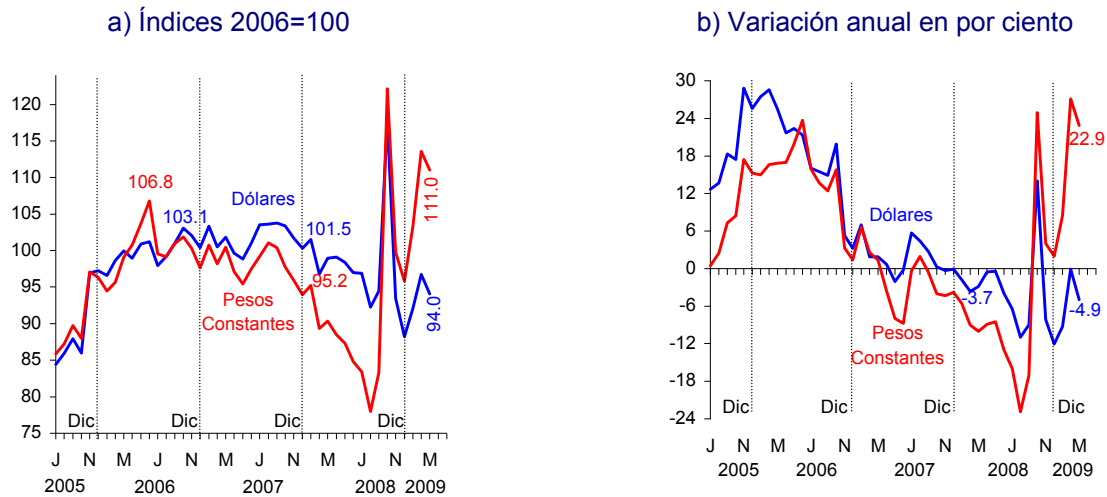 a) Índices 2006=100
120
115
110
105
100
95
90
85
80
75
106.8
103.1
Dólares
101.5
95.2
Pesos
Constantes
111.0
94.0
Dic
Dic
Dic
Dic
J N M J N M J N M J N M
2005 2006 2007 2008 2009
b) Variación anual en por ciento
30
24
18
12
6
0
-6
-12
-18
-24
22.9
Dólares
-3.7
-4.9
Pesos
Constantes
Dic
Dic
Dic
Dic
J N M J N M J N M J N M
2005 2006 2007 2008 2009